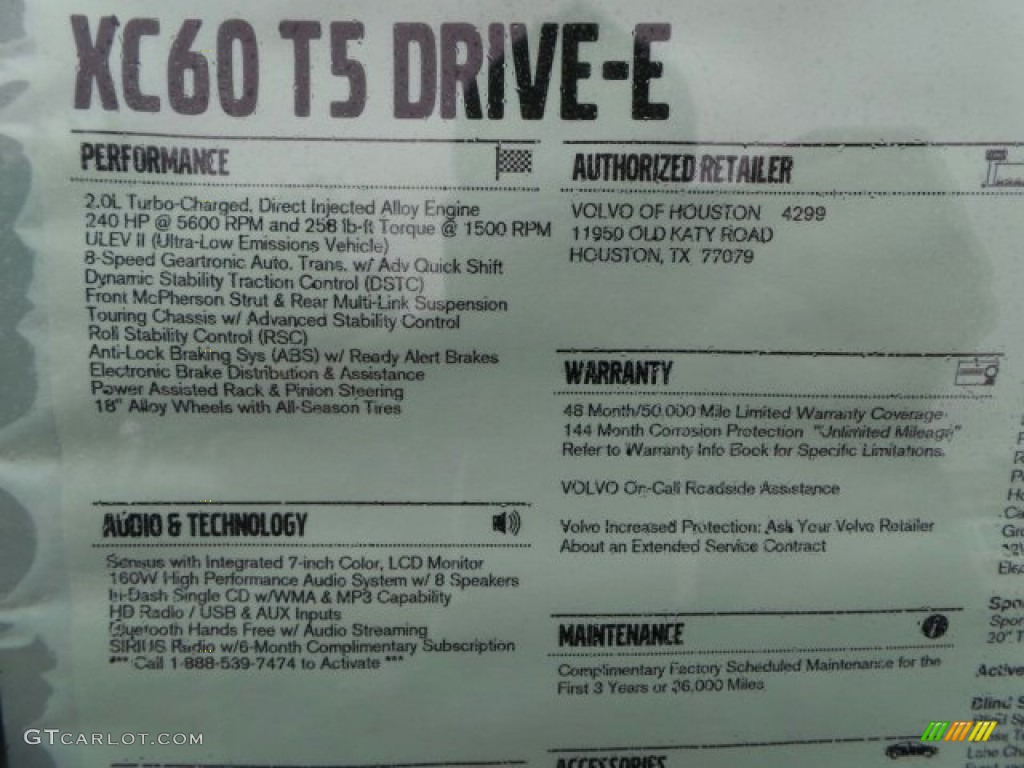 XC60 T5 DRIVE-E
PERFORMANCE
2.0L Turbo-Charged, Direct Injected Alloy Engine
240 HP @ 5600 RPM and 258 lb-ft Torque @ 1500 RPM
ULEV II (Ultra-Low Emissions Vehicle)
8-Speed Geartronic Auto. Trans. w/ Adv Quick Shift
Dynamic Stability Traction Control (DSTC)
Front McPherson Strut & Rear Multi-Link Suspension
Touring Chassis w/ Advanced Stability Control
Roll Stability Control (RSC)
Anti-Lock Braking Sys (ABS) w/ Ready Alert Brakes
Electronic Brake Distribution & Assistance
Power Assisted Rack & Pinion Steering
18" Alloy Wheels with All-Season Tires
AUDIO & TECHNOLOGY
Sensus with Integrated 7-inch Color, LCD Monitor
160W High Performance Audio System w/ 8 Speakers
In-Dash Single CD w/WMA & MP3 Capability
HD Radio / USB & AUX Inputs
Bluetooth Hands Free w/ Audio Streaming
SIRIUS Radio w/6-Month Complimentary Subscription
*** Call 1-888-539-7474 to Activate ***
AUTHORIZED RETAILER
VOLVO OF HOUSTON 4299
11950 OLD KATY ROAD
HOUSTON, TX 77079
WARRANTY
48 Month/50,000 Mile Limited Warranty Coverage
144 Month Corrosion Protection "Unlimited Mileage"
Refer to Warranty Info Book for Specific Limitations.
VOLVO On-Call Roadside Assistance
Volvo Increased Protection: Ask Your Volvo Retailer
About an Extended Service Contract
MAINTENANCE
Complimentary Factory Scheduled Maintenance for the
First 3 Years or 36,000 Miles
ACCESSORIES
GTCARLOT.COM